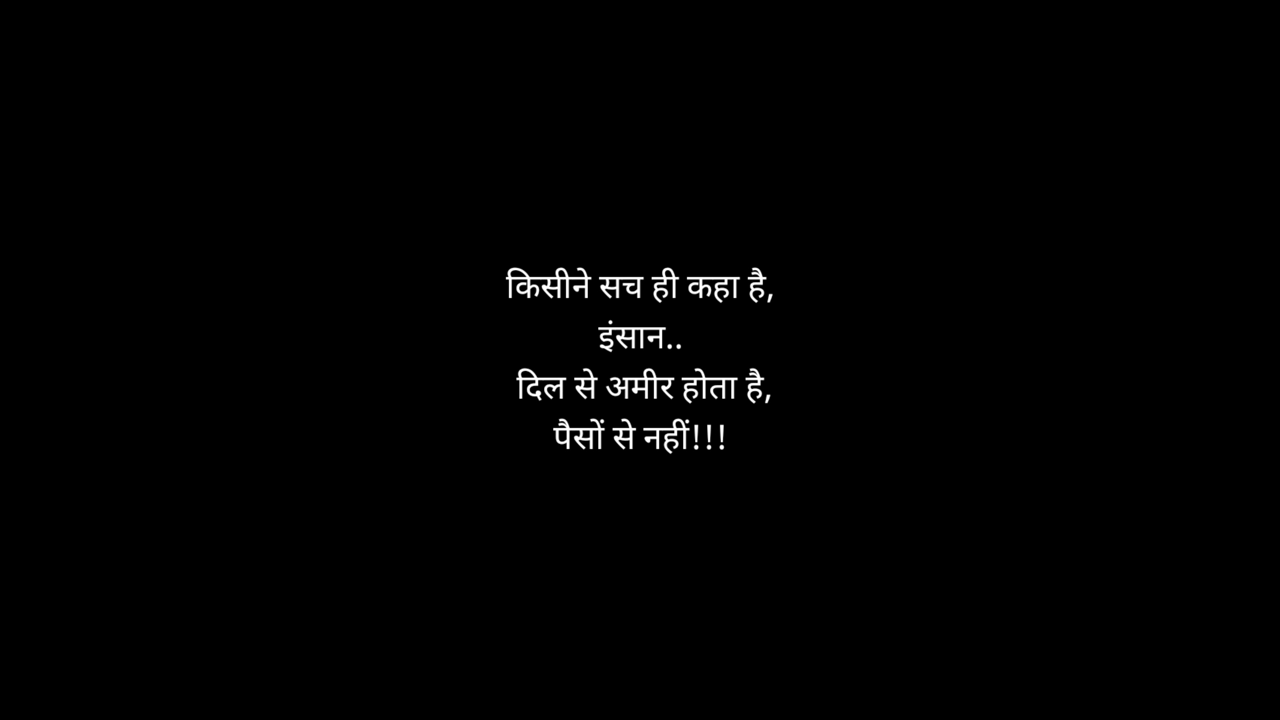 किसीने सच ही कहा है,
इंसान..
दिल से अमीर होता है,
पैसों से नहीं!!!